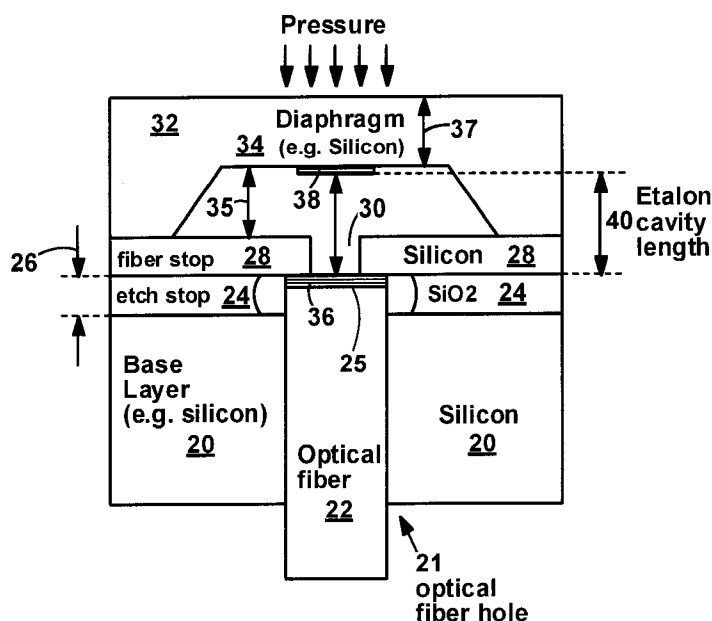 Pressure
32
Diaphragm
(e.g. Silicon)
34
37
38
35
30
Etalon
40 cavity
length
26
fiber stop
28
Silicon
28
etch stop
24
SiO2
24
36
25
Base
Layer
(e.g. silicon)
20
Silicon
20
Optical
fiber
22
21
optical
fiber hole